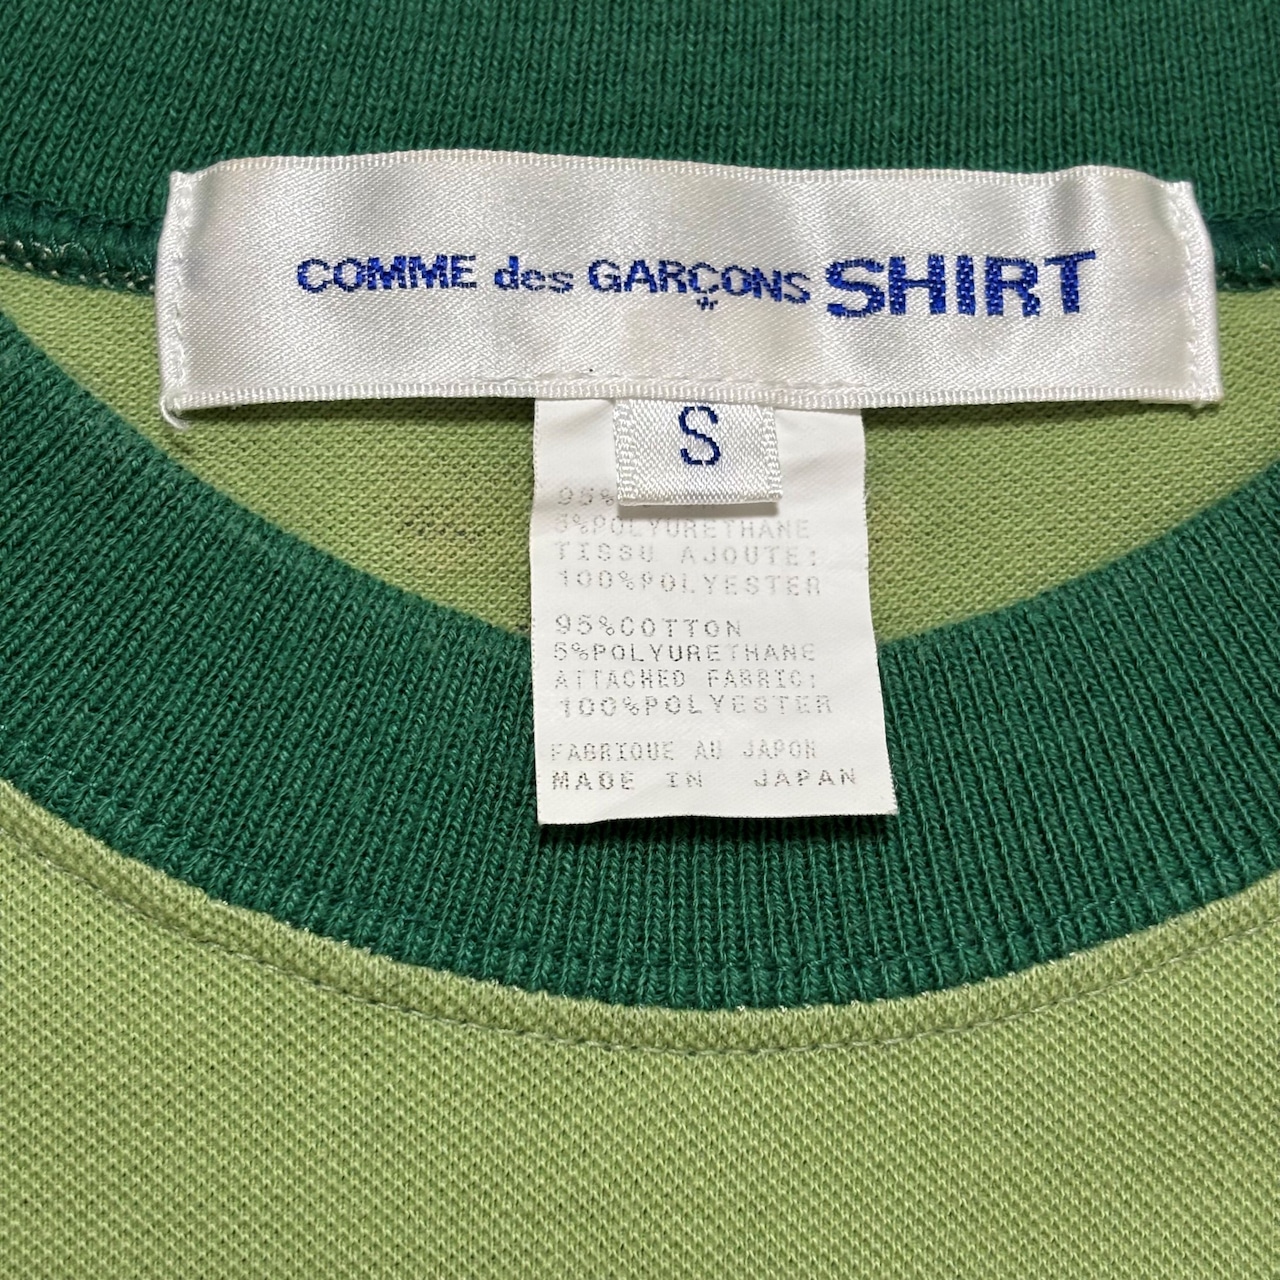 COMME des GARÇONS SHIRT
S
95%
5%POLYURETHANE
TISSU AJOUTE:
100%POLYESTER
95%COTTON
5%POLYURETHANE
ATTACHED FABRIC:
100%POLYESTER
FABRIQUE AU JAPON
MADE IN JAPAN